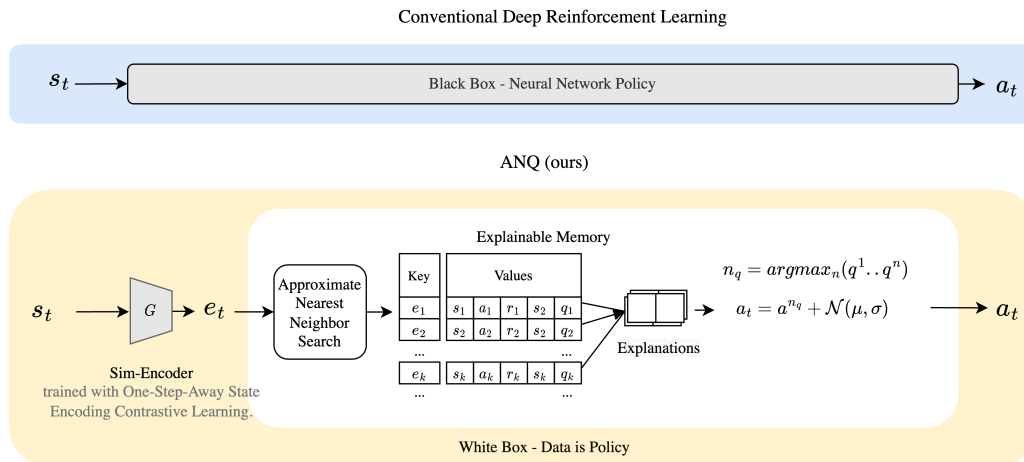 Conventional Deep Reinforcement Learning
s_t
Black Box - Neural Network Policy
a_t
ANQ (ours)
Explainable Memory
s_t
G
e_t
Approximate
Nearest
Neighbor
Search
Key Values
e_1 s_1 a_1 r_1 s_2 q_1
e_2 s_2 a_2 r_2 s_2 q_2
... ...
e_k s_k a_k r_k s_k q_k
... ...
Explanations
n_q = argmax_n(q^1..q^n)
a_t = a^{n_q} + N(μ, σ)
a_t
Sim-Encoder
trained with One-Step-Away State
Encoding Contrastive Learning.
White Box - Data is Policy